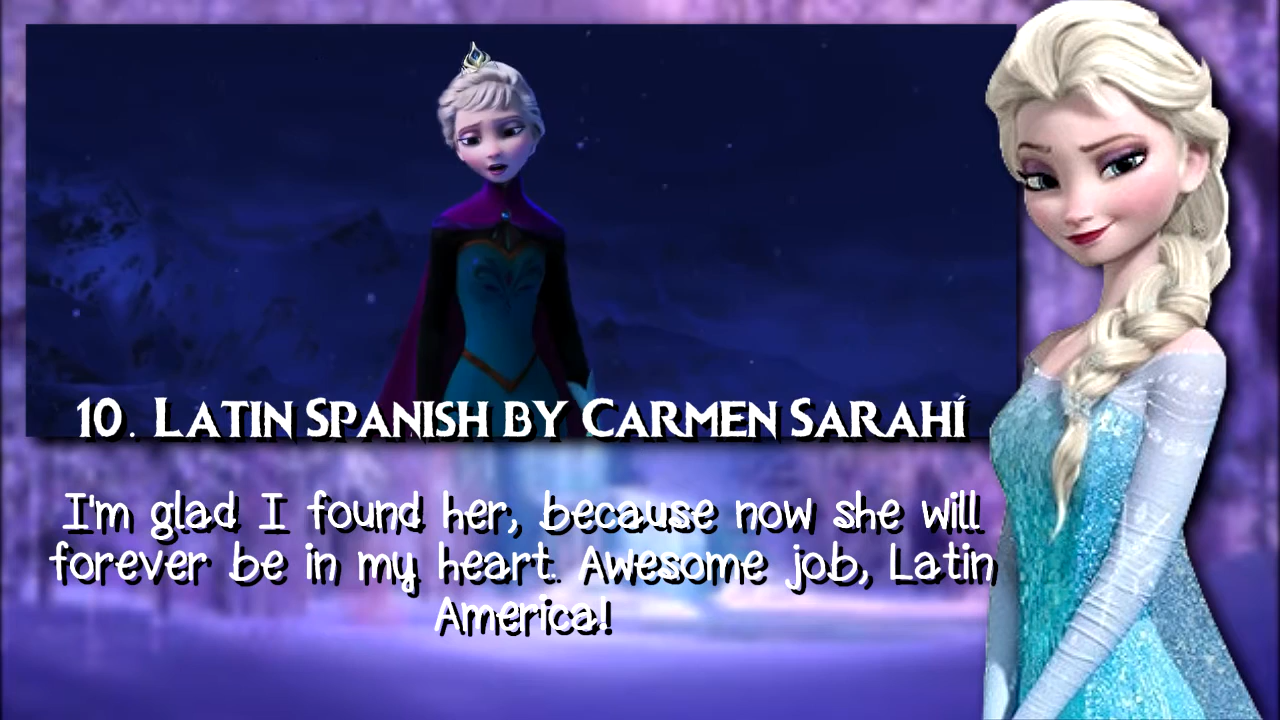 10. Latin Spanish by Carmen Sarahí
I'm glad I found her, because now she will
forever be in my heart. Awesome job, Latin
America!